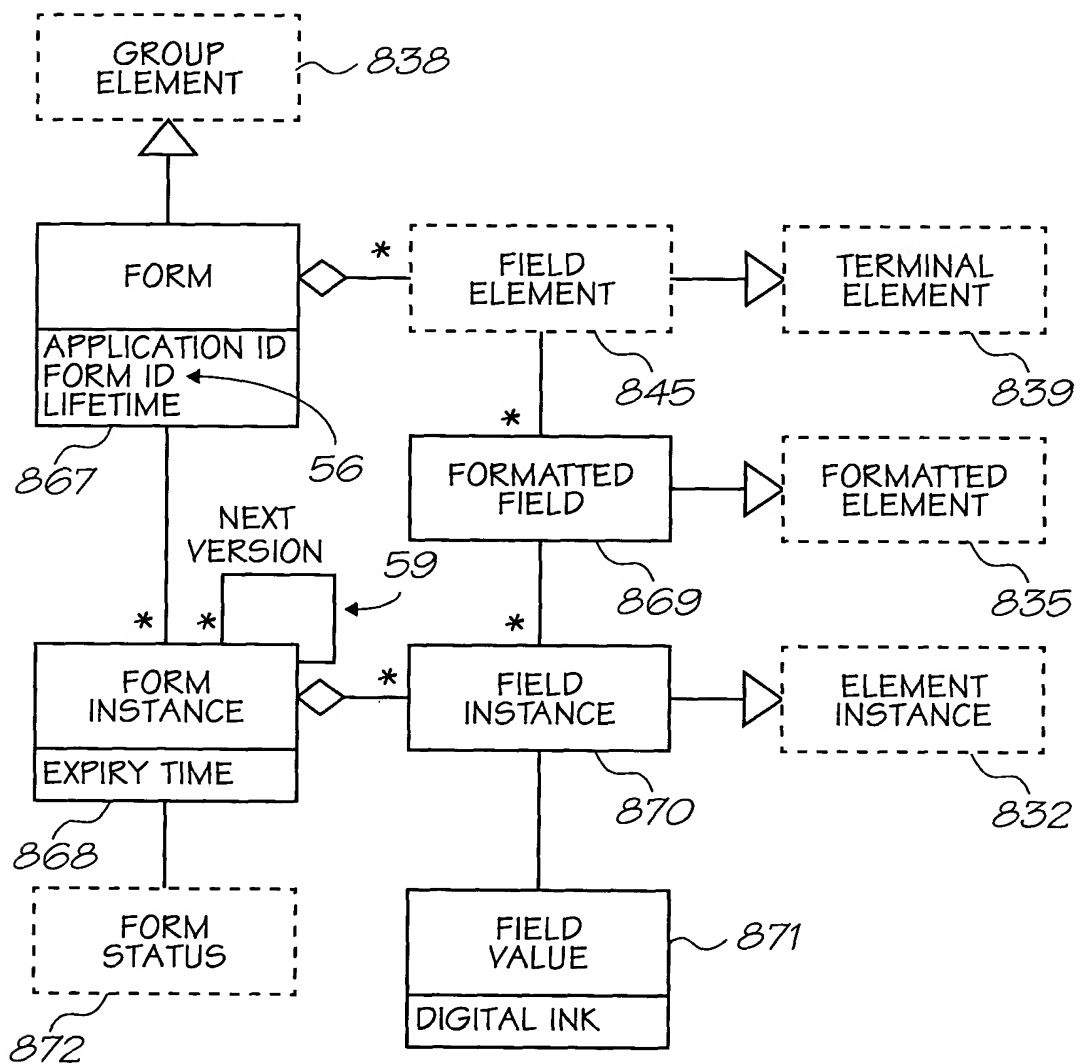 GROUP
ELEMENT
838
FORM
APPLICATION ID
FORM ID
LIFETIME
867
56
*
FIELD
ELEMENT
845
TERMINAL
ELEMENT
839
*
FORMATTED
FIELD
869
FORMATTED
ELEMENT
835
NEXT
VERSION
59
*
*
FORM
INSTANCE
EXPIRY TIME
868
*
*
FIELD
INSTANCE
870
ELEMENT
INSTANCE
832
FORM
STATUS
872
FIELD
VALUE
871
DIGITAL INK